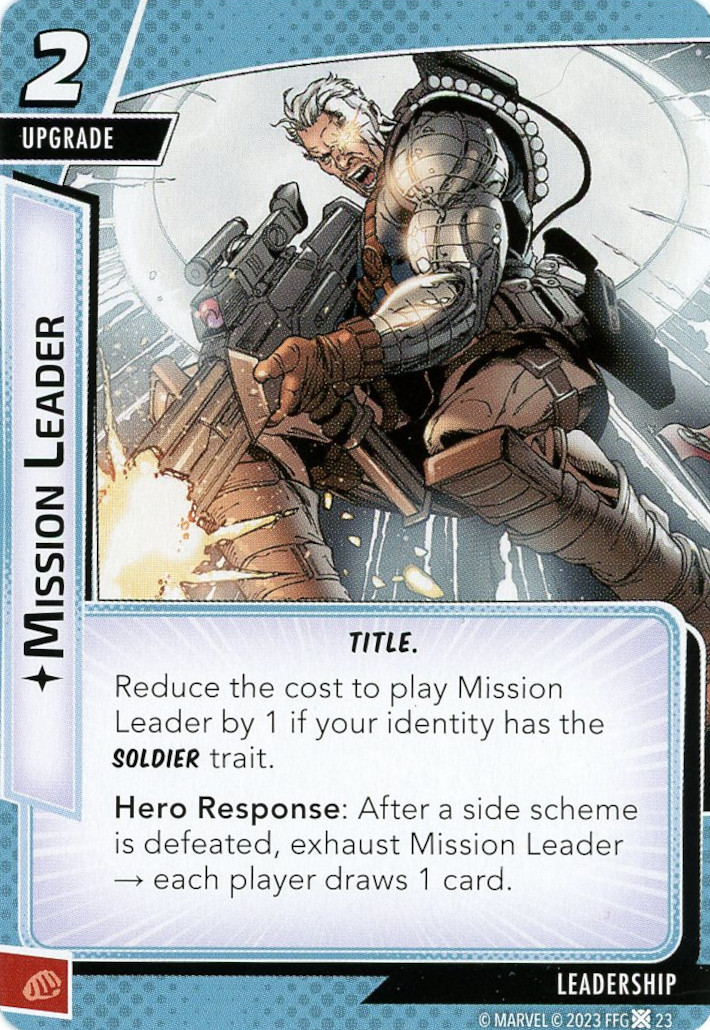 2
UPGRADE
MISSION LEADER
TITLE.
Reduce the cost to play Mission
Leader by 1 if your identity has the
SOLDIER trait.
Hero Response: After a side scheme
is defeated, exhaust Mission Leader
→ each player draws 1 card.
LEADERSHIP
© MARVEL © 2023 FFG 23